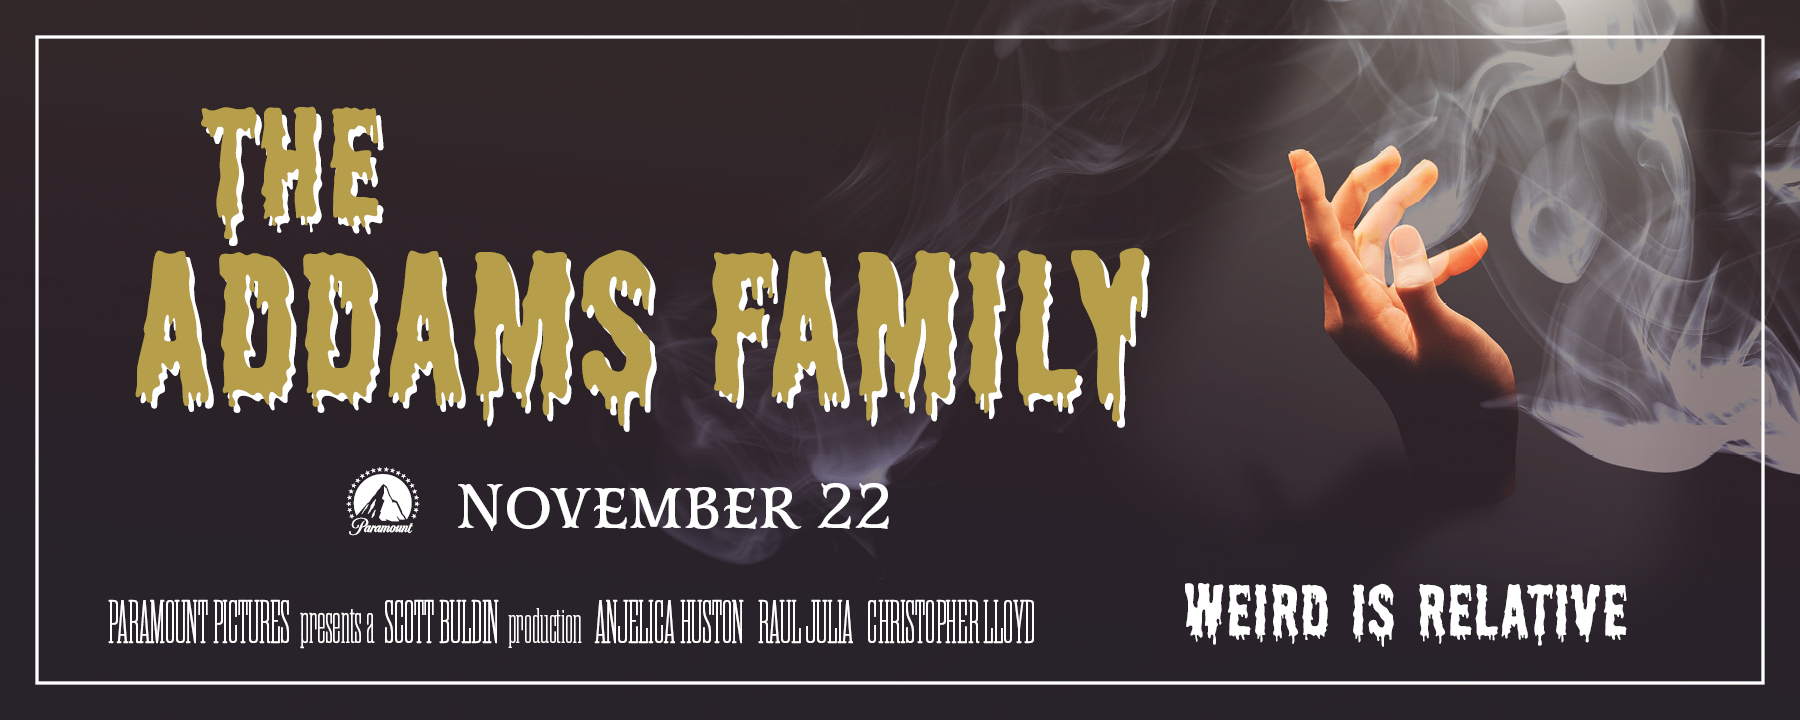 THE
ADDAMS FAMILY
Paramount
NOVEMBER 22
PARAMOUNT PICTURES presents a SCOTT BULDIN production ANJELICA HUSTON RAUL JULIA CHRISTOPHER LLOYD
WEIRD IS RELATIVE